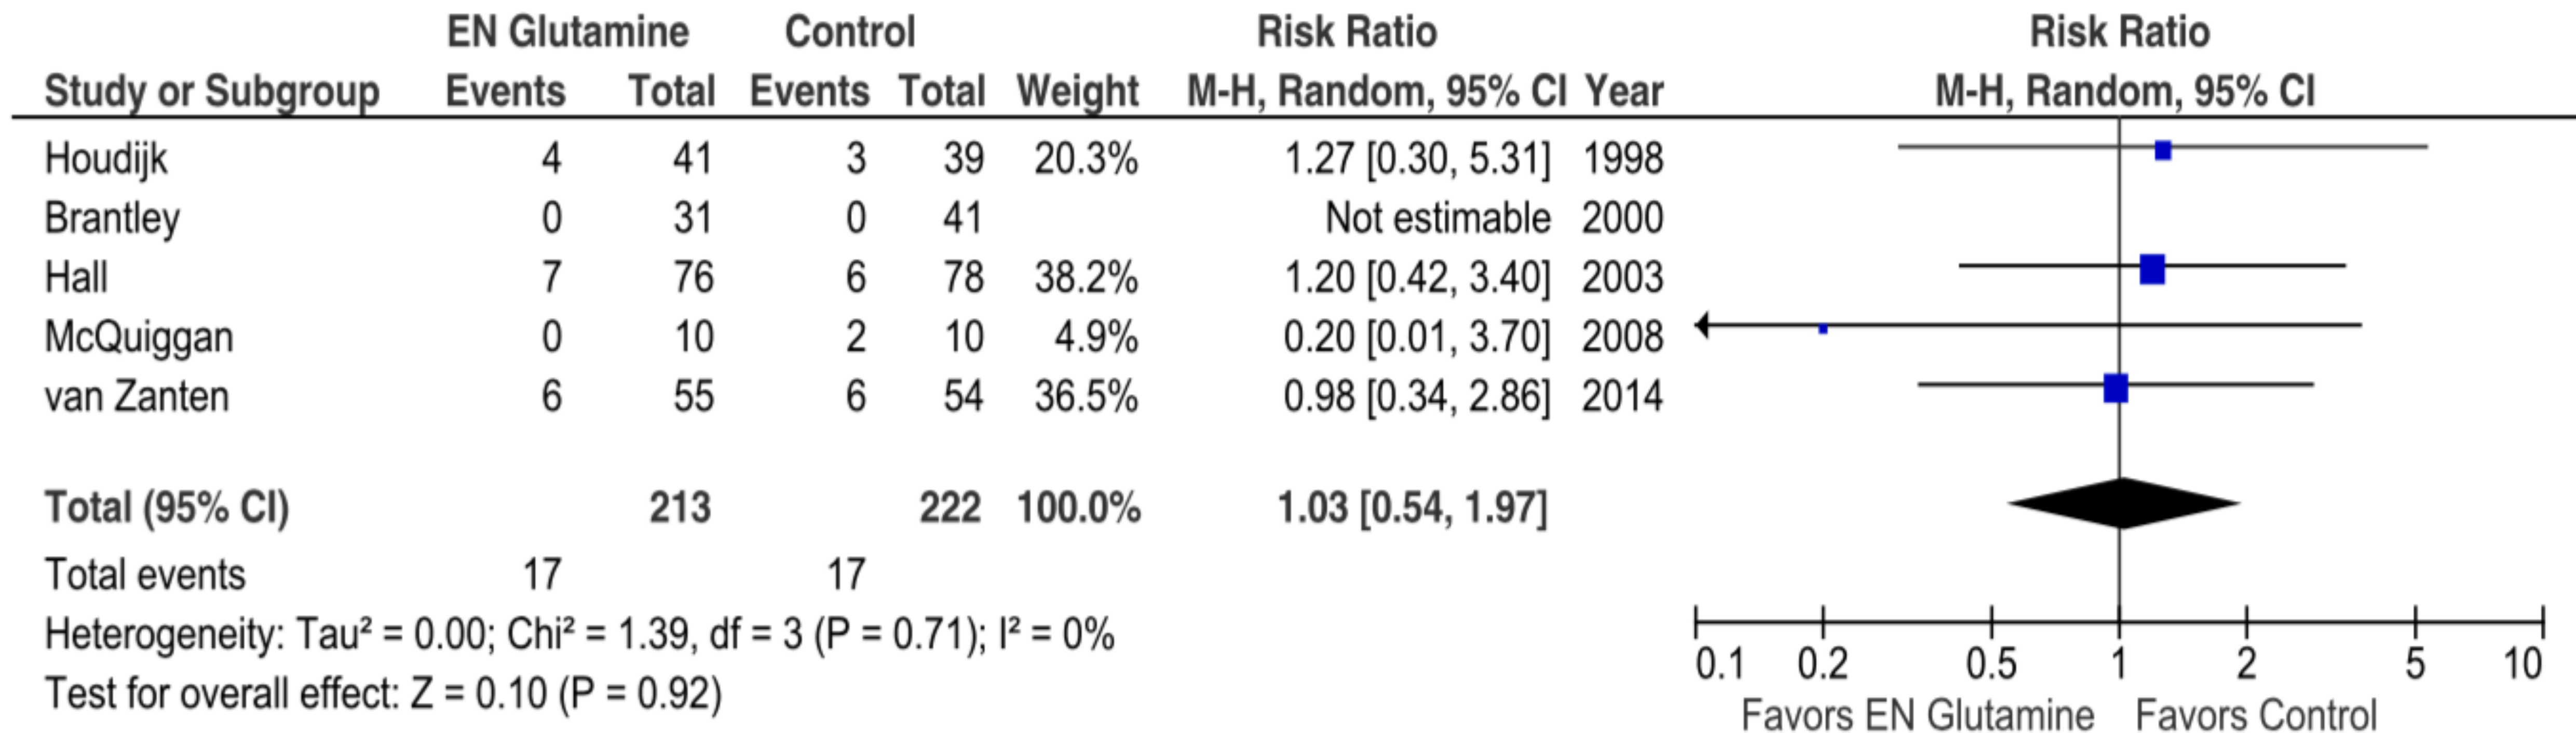 EN Glutamine Control Risk Ratio Risk Ratio
Study or Subgroup Events Total Events Total Weight M-H, Random, 95% CI Year M-H, Random, 95% CI
Houdijk 4 41 3 39 20.3% 1.27 [0.30, 5.31] 1998
Brantley 0 31 0 41 Not estimable 2000
Hall 7 76 6 78 38.2% 1.20 [0.42, 3.40] 2003
McQuiggan 0 10 2 10 4.9% 0.20 [0.01, 3.70] 2008
van Zanten 6 55 6 54 36.5% 0.98 [0.34, 2.86] 2014
Total (95% CI) 213 222 100.0% 1.03 [0.54, 1.97]
Total events 17 17
Heterogeneity: Tau² = 0.00; Chi² = 1.39, df = 3 (P = 0.71); I² = 0%
Test for overall effect: Z = 0.10 (P = 0.92)
0.1 0.2 0.5 1 2 5 10
Favors EN Glutamine Favors Control